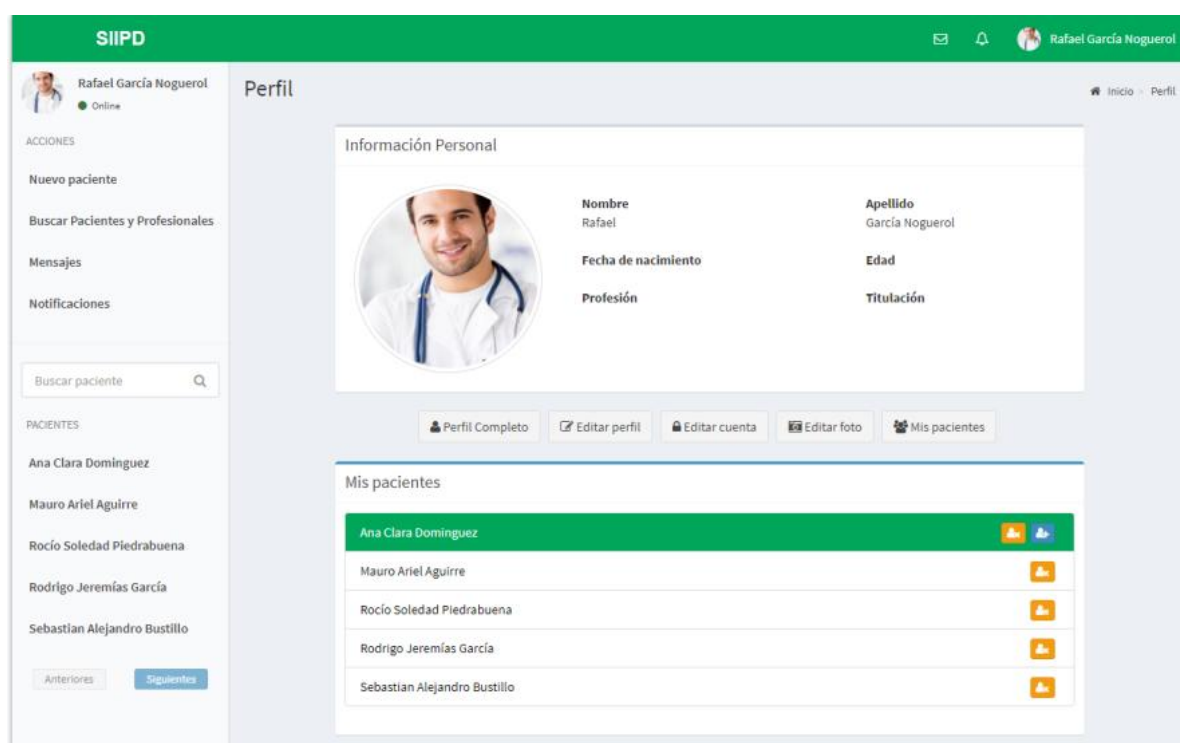 SIIPD
Rafael García Noguerol
Rafael García Noguerol
Online
ACCIONES
Nuevo paciente
Buscar Pacientes y Profesionales
Mensajes
Notificaciones
Buscar paciente
PACIENTES
Ana Clara Dominguez
Mauro Ariel Aguirre
Rocío Soledad Piedrabuena
Rodrigo Jeremías García
Sebastian Alejandro Bustillo
Anteriores Siguientes
Perfil
Inicio > Perfil
Información Personal
Nombre Apellido
Rafael García Noguerol
Fecha de nacimiento Edad
Profesión Titulación
Perfil Completo Editar perfil Editar cuenta Editar foto Mis pacientes
Mis pacientes
Ana Clara Dominguez
Mauro Ariel Aguirre
Rocío Soledad Piedrabuena
Rodrigo Jeremías García
Sebastian Alejandro Bustillo